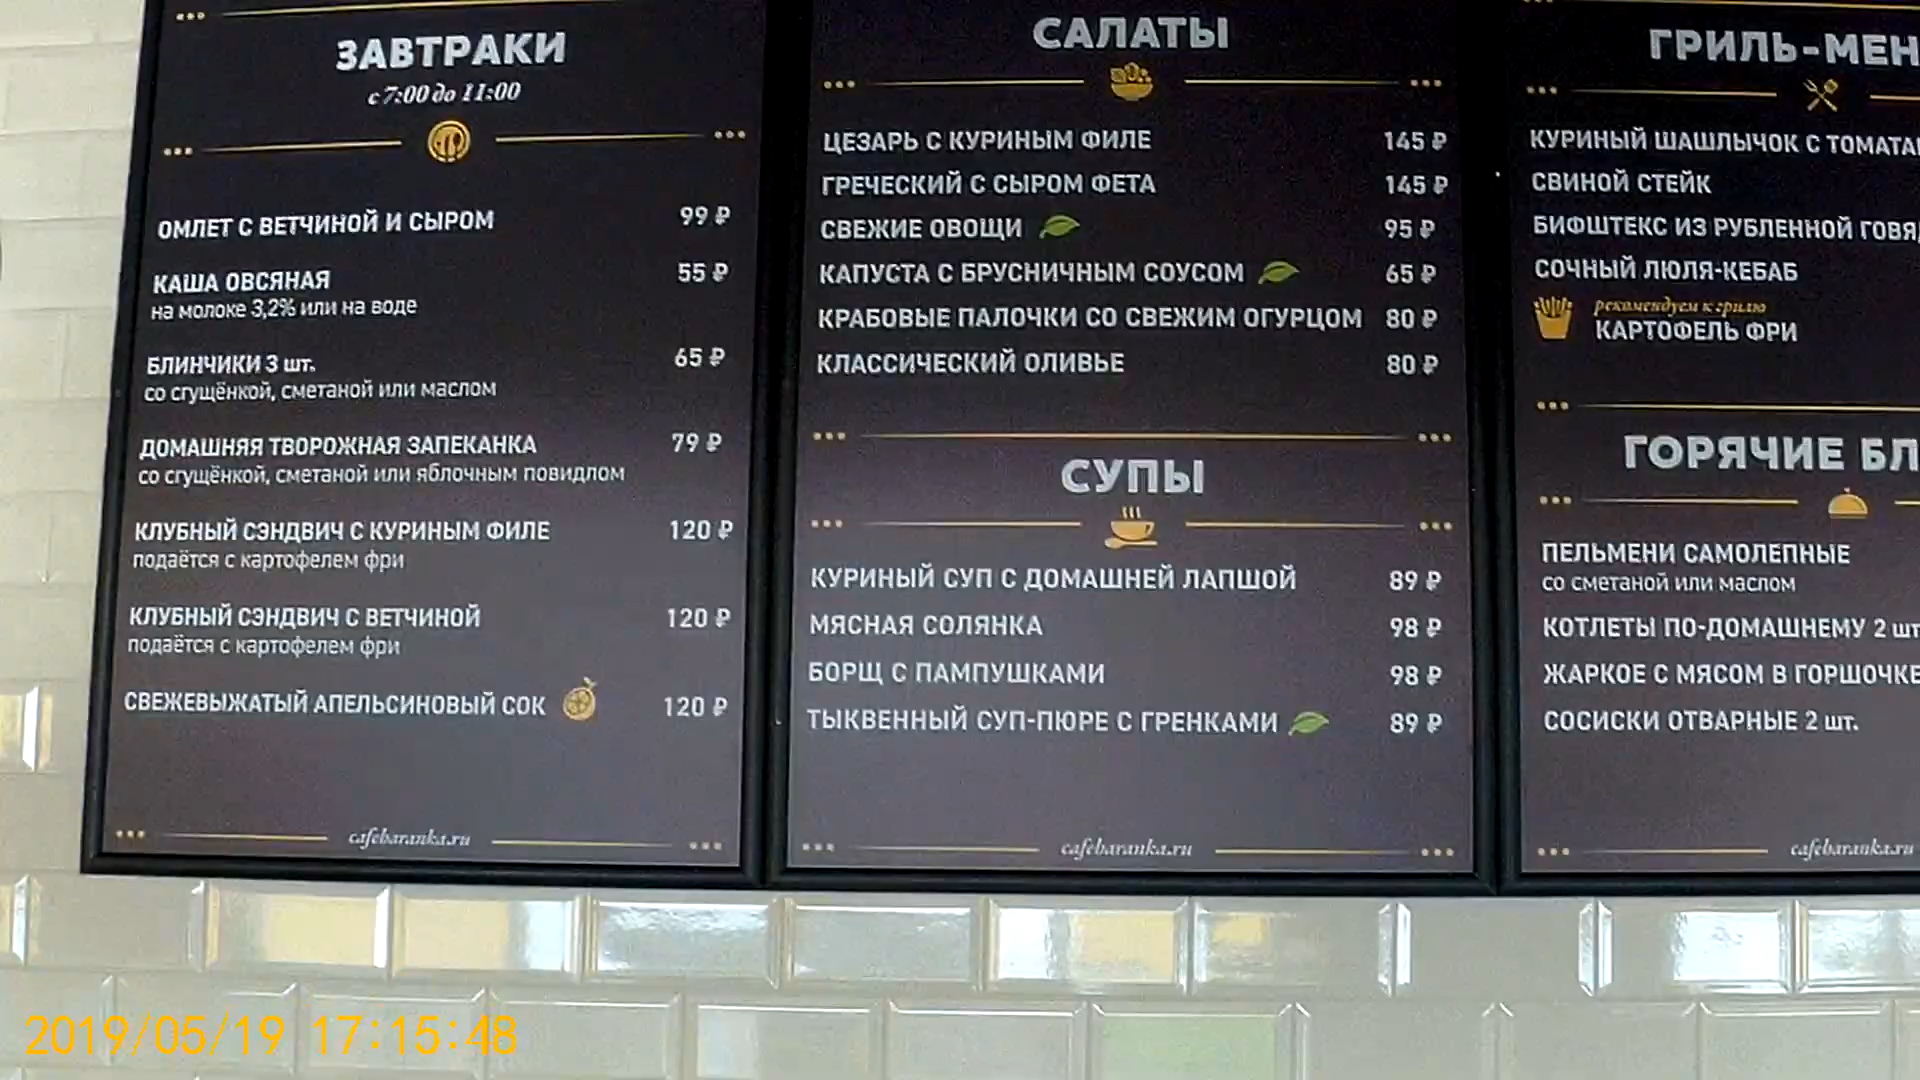 ЗАВТРАКИ
с 7:00 до 11:00
ОМЛЕТ С ВЕТЧИНОЙ И СЫРОМ 99 ₽
КАША ОВСЯНАЯ 55 ₽
на молоке 3,2% или на воде
БЛИНЧИКИ 3 шт. 65 ₽
со сгущёнкой, сметаной или маслом
ДОМАШНЯЯ ТВОРОЖНАЯ ЗАПЕКАНКА 79 ₽
со сгущёнкой, сметаной или яблочным повидлом
КЛУБНЫЙ СЭНДВИЧ С КУРИНЫМ ФИЛЕ 120 ₽
подаётся с картофелем фри
КЛУБНЫЙ СЭНДВИЧ С ВЕТЧИНОЙ 120 ₽
подаётся с картофелем фри
СВЕЖЕВЫЖАТЫЙ АПЕЛЬСИНОВЫЙ СОК 120 ₽
cafebaranka.ru
САЛАТЫ
ЦЕЗАРЬ С КУРИНЫМ ФИЛЕ 145 ₽
ГРЕЧЕСКИЙ С СЫРОМ ФЕТА 145 ₽
СВЕЖИЕ ОВОЩИ 95 ₽
КАПУСТА С БРУСНИЧНЫМ СОУСОМ 65 ₽
КРАБОВЫЕ ПАЛОЧКИ СО СВЕЖИМ ОГУРЦОМ 80 ₽
КЛАССИЧЕСКИЙ ОЛИВЬЕ 80 ₽
СУПЫ
КУРИНЫЙ СУП С ДОМАШНЕЙ ЛАПШОЙ 89 ₽
МЯСНАЯ СОЛЯНКА 98 ₽
БОРЩ С ПАМПУШКАМИ 98 ₽
ТЫКВЕННЫЙ СУП-ПЮРЕ С ГРЕНКАМИ 89 ₽
cafebaranka.ru
ГРИЛЬ-МЕН
КУРИНЫЙ ШАШЛЫЧОК С ТОМАТА
СВИНОЙ СТЕЙК
БИФШТЕКС ИЗ РУБЛЕННОЙ ГОВЯ
СОЧНЫЙ ЛЮЛЯ-КЕБАБ
рекомендуем к грилю
КАРТОФЕЛЬ ФРИ
ГОРЯЧИЕ БЛ
ПЕЛЬМЕНИ САМОЛЕПНЫЕ
со сметаной или маслом
КОТЛЕТЫ ПО-ДОМАШНЕМУ 2 шт
ЖАРКОЕ С МЯСОМ В ГОРШОЧКЕ
СОСИСКИ ОТВАРНЫЕ 2 шт.
cafebaranka.ru
2019/05/19 17:15:48